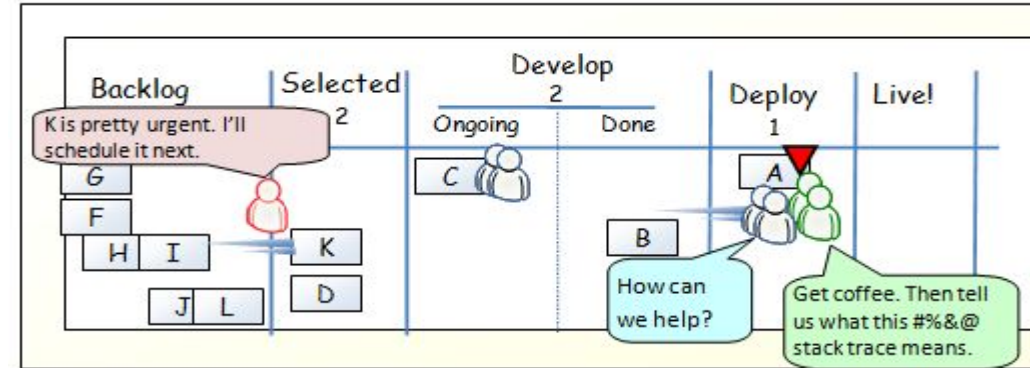 Backlog
Selected
2
Develop
2
Ongoing
Done
Deploy
1
Live!
K is pretty urgent. I'll
schedule it next.
G
F
H I
J L
K
D
C
B
A
How can
we help?
Get coffee. Then tell
us what this #%&@
stack trace means.